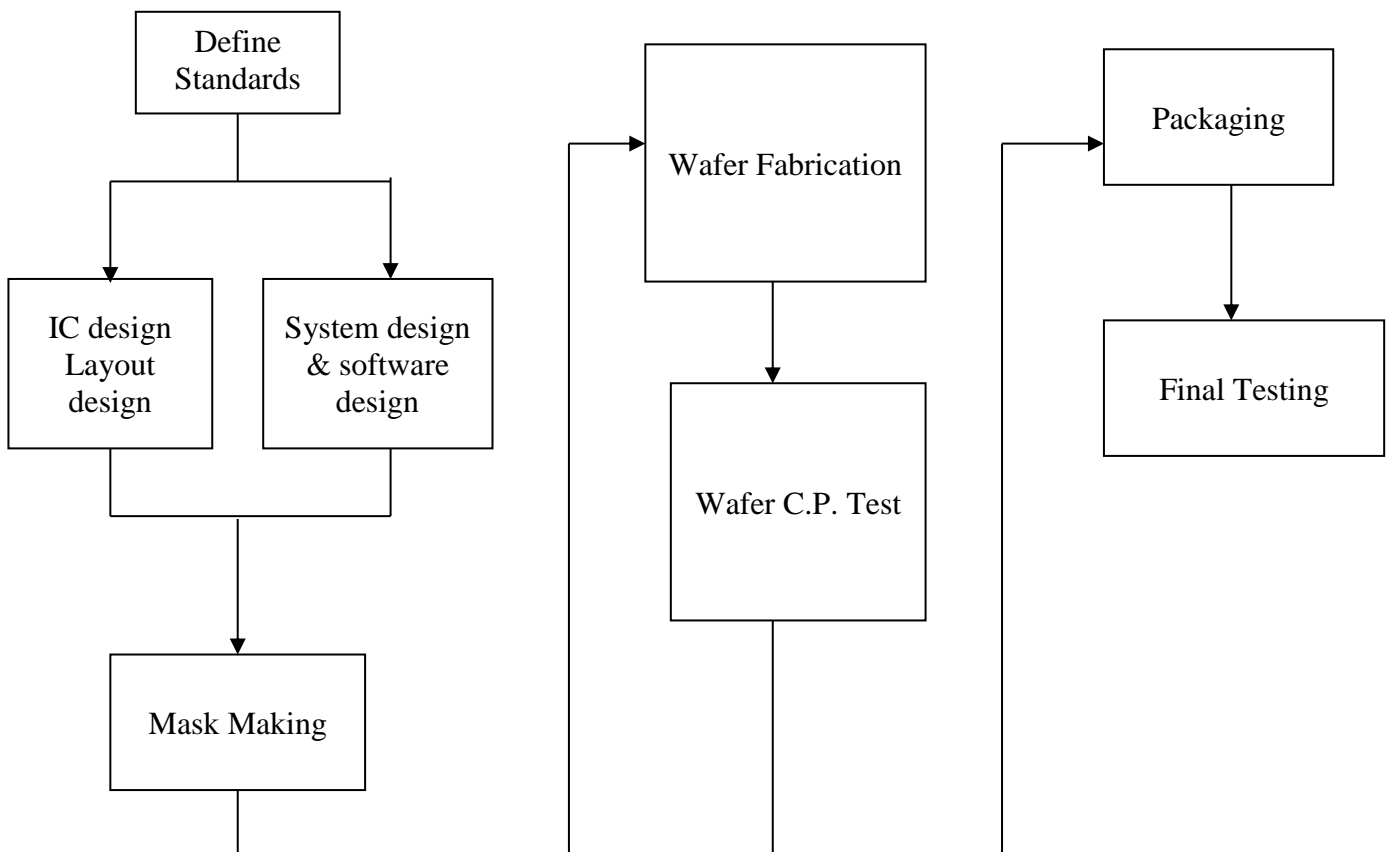 Define
Standards
IC design
Layout
design
System design
& software
design
Mask Making
Wafer Fabrication
Wafer C.P. Test
Packaging
Final Testing